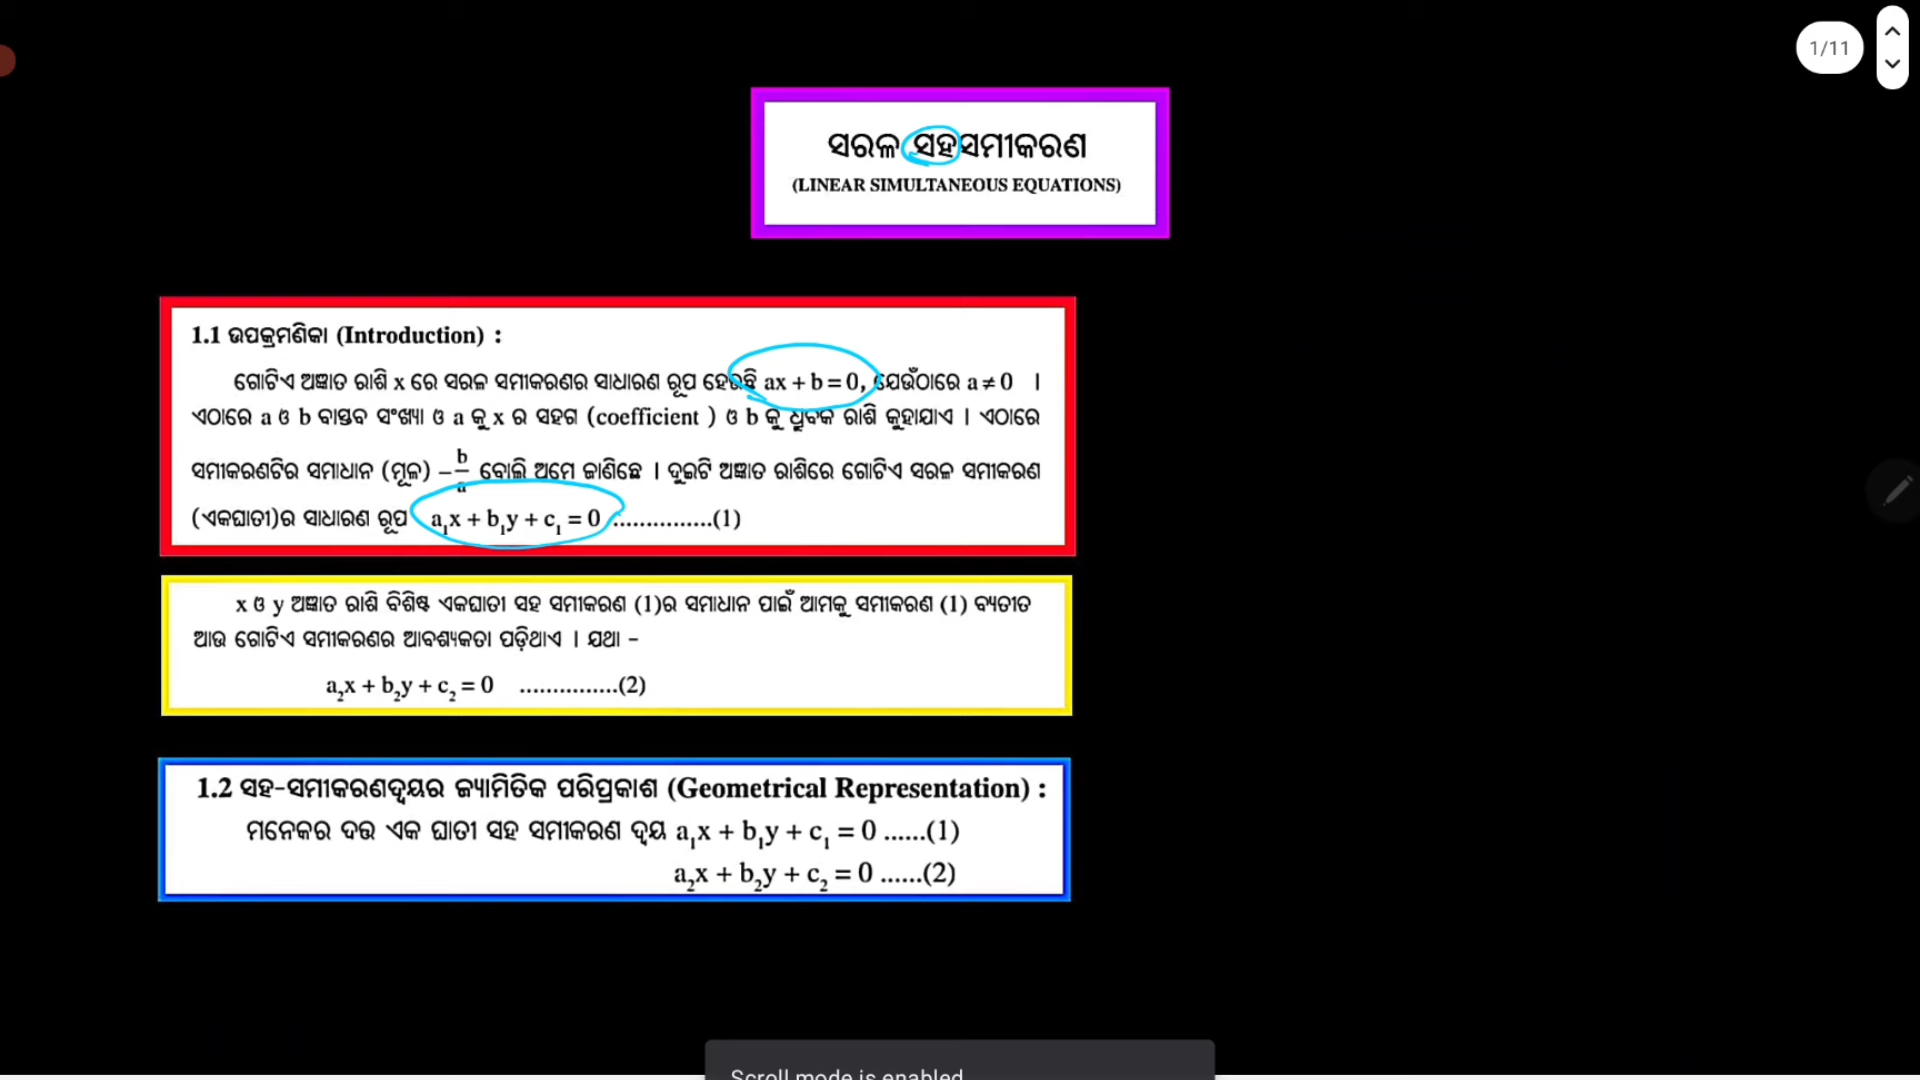 1/11
ସରଳ ସହସମୀକରଣ
(LINEAR SIMULTANEOUS EQUATIONS)
1.1 ଉପକ୍ରମଣିକା (Introduction) :
ଗୋଟିଏ ଅଜ୍ଞାତ ରାଶି x ରେ ସରଳ ସମୀକରଣର ସାଧାରଣ ରୂପ ହେଉଛି ax + b = 0, ଯେଉଁଠାରେ a ≠ 0 ।
ଏଠାରେ a ଓ b ବାସ୍ତବ ସଂଖ୍ୟା ଓ a କୁ x ର ସହଗ (coefficient ) ଓ b କୁ ଧ୍ରୁବକ ରାଶି କୁହାଯାଏ । ଏଠାରେ
ସମୀକରଣଟିର ସମାଧାନ (ମୂଳ) –b/a ବୋଲି ଅମେ ଜାଣିଛେ । ଦୁଇଟି ଅଜ୍ଞାତ ରାଶିରେ ଗୋଟିଏ ସରଳ ସମୀକରଣ
(ଏକଘାତୀ)ର ସାଧାରଣ ରୂପ a₁x + b₁y + c₁ = 0 ...............(1)
x ଓ y ଅଜ୍ଞାତ ରାଶି ବିଶିଷ୍ଟ ଏକଘାତୀ ସହ ସମୀକରଣ (1)ର ସମାଧାନ ପାଇଁ ଆମକୁ ସମୀକରଣ (1) ବ୍ୟତୀତ
ଆଉ ଗୋଟିଏ ସମୀକରଣର ଆବଶ୍ୟକତା ପଡ଼ିଥାଏ । ଯଥା –
a₂x + b₂y + c₂ = 0 ...............(2)
1.2 ସହ-ସମୀକରଣଦ୍ୱୟର ଜ୍ୟାମିତିକ ପରିପ୍ରକାଶ (Geometrical Representation) :
ମନେକର ଦତ୍ତ ଏକ ଘାତୀ ସହ ସମୀକରଣ ଦ୍ୱୟ a₁x + b₁y + c₁ = 0 ......(1)
a₂x + b₂y + c₂ = 0 ......(2)
Scroll mode is enabled